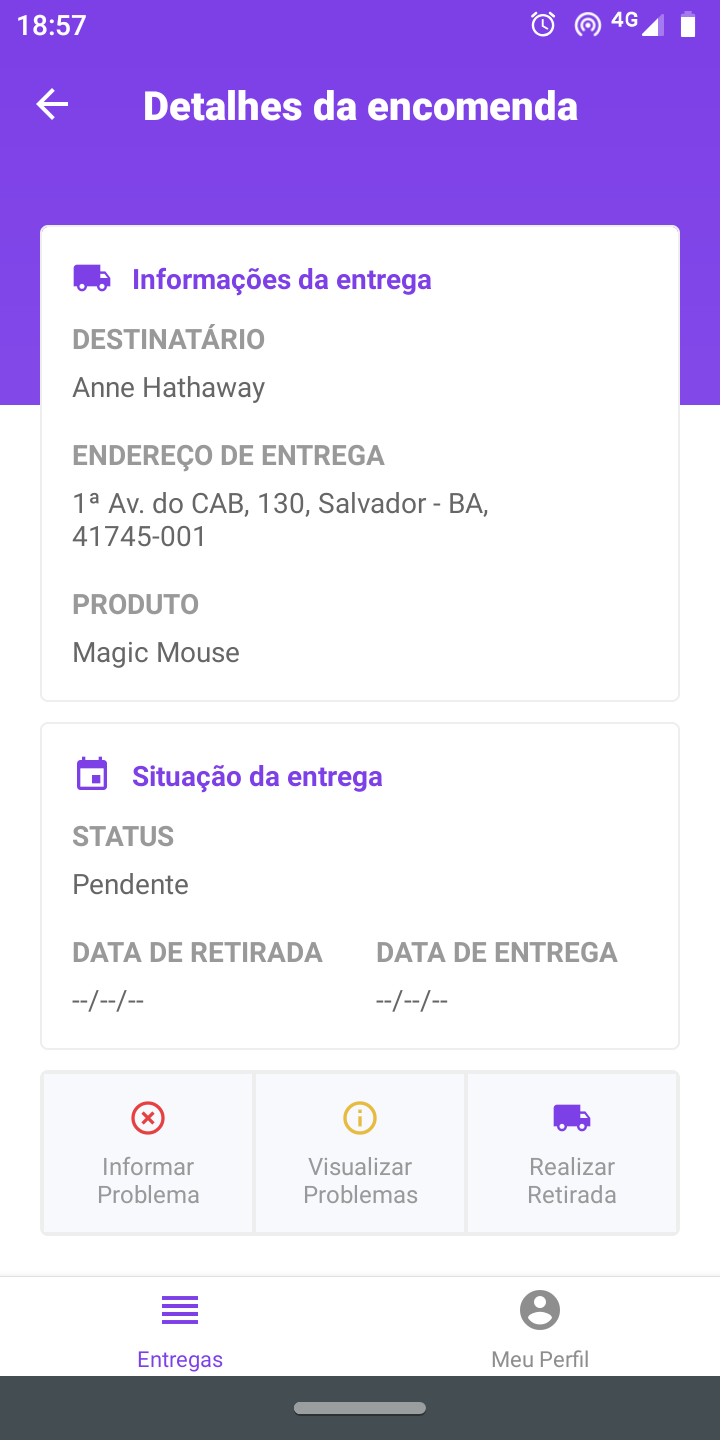 18:57
4G
Detalhes da encomenda
Informações da entrega
DESTINATÁRIO
Anne Hathaway
ENDEREÇO DE ENTREGA
1ª Av. do CAB, 130, Salvador - BA,
41745-001
PRODUTO
Magic Mouse
Situação da entrega
STATUS
Pendente
DATA DE RETIRADA
DATA DE ENTREGA
--/--/--
--/--/--
Informar
Problema
Visualizar
Problemas
Realizar
Retirada
Entregas
Meu Perfil